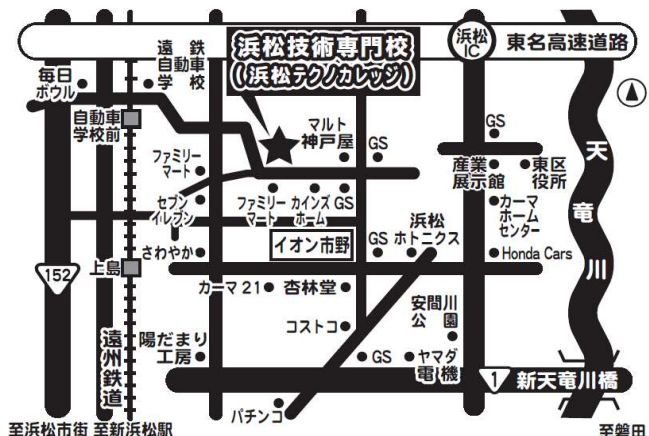 浜松
IC
東名高速道路
遠鉄
自動車
学校
浜松技術専門校
(浜松テクノカレッジ)
毎日
ボウル
自動車
学校前
マルト
神戸屋
GS
GS
ファミリー
マート
産業
展示館
東区
役所
天竜川
セブン
イレブン
ファミリー
マート
カインズ
ホーム
GS
カーマ
ホーム
センター
浜松
ホトニクス
さわやか
イオン市野
GS
Honda Cars
152
上島
カーマ21
杏林堂
安間川
公園
コストコ
遠州鉄道
陽だまり
工房
GS
ヤマダ
電機
1
新天竜川橋
パチンコ
至浜松市街
至新浜松駅
至磐田